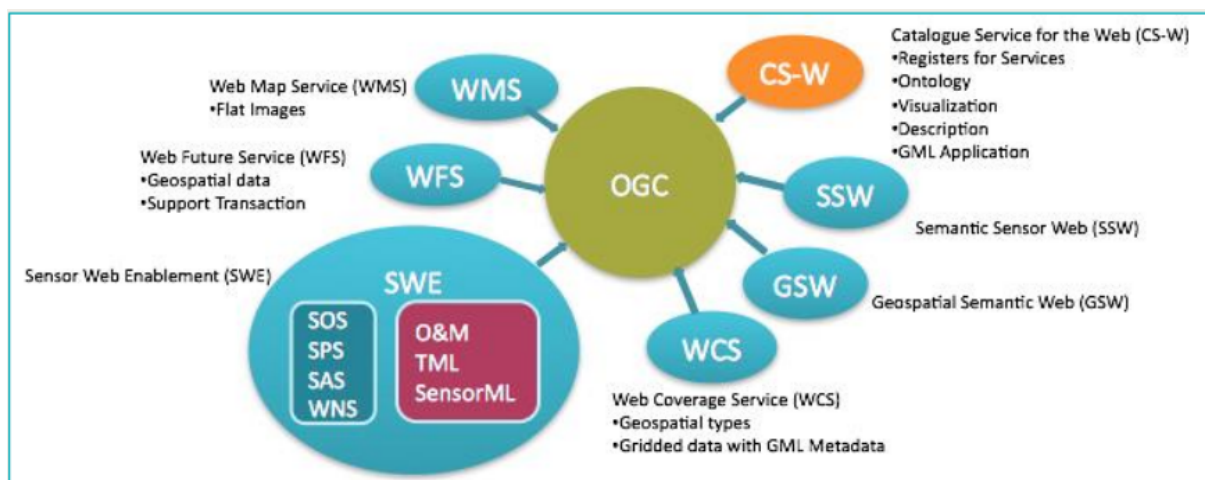 Web Map Service (WMS)
•Flat Images
WMS
Web Future Service (WFS)
•Geospatial data
•Support Transaction
WFS
Sensor Web Enablement (SWE)
SWE
SOS
SPS
SAS
WNS
O&M
TML
SensorML
OGC
CS-W
Catalogue Service for the Web (CS-W)
•Registers for Services
•Ontology
•Visualization
•Description
•GML Application
SSW
Semantic Sensor Web (SSW)
GSW
Geospatial Semantic Web (GSW)
WCS
Web Coverage Service (WCS)
•Geospatial types
•Gridded data with GML Metadata